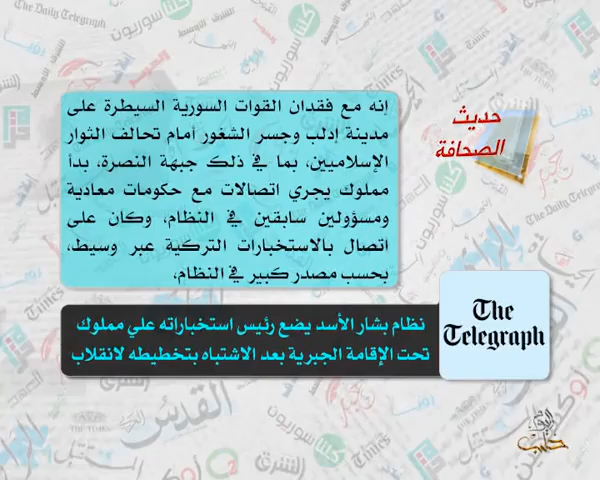 حديث
الصحافة
إنه مع فقدان القوات السورية السيطرة على
مدينة إدلب وجسر الشغور أمام تحالف الثوار
الإسلاميين، بما في ذلك جبهة النصرة، بدأ
مملوك يجري اتصالات مع حكومات معادية
ومسؤولين سابقين في النظام، وكان على
اتصال بالاستخبارات التركية عبر وسيط،
بحسب مصدر كبير في النظام،
The
Telegraph
نظام بشار الأسد يضع رئيس استخباراته علي مملوك
تحت الإقامة الجبرية بعد الاشتباه بتخطيطه لانقلاب
حلب اليوم